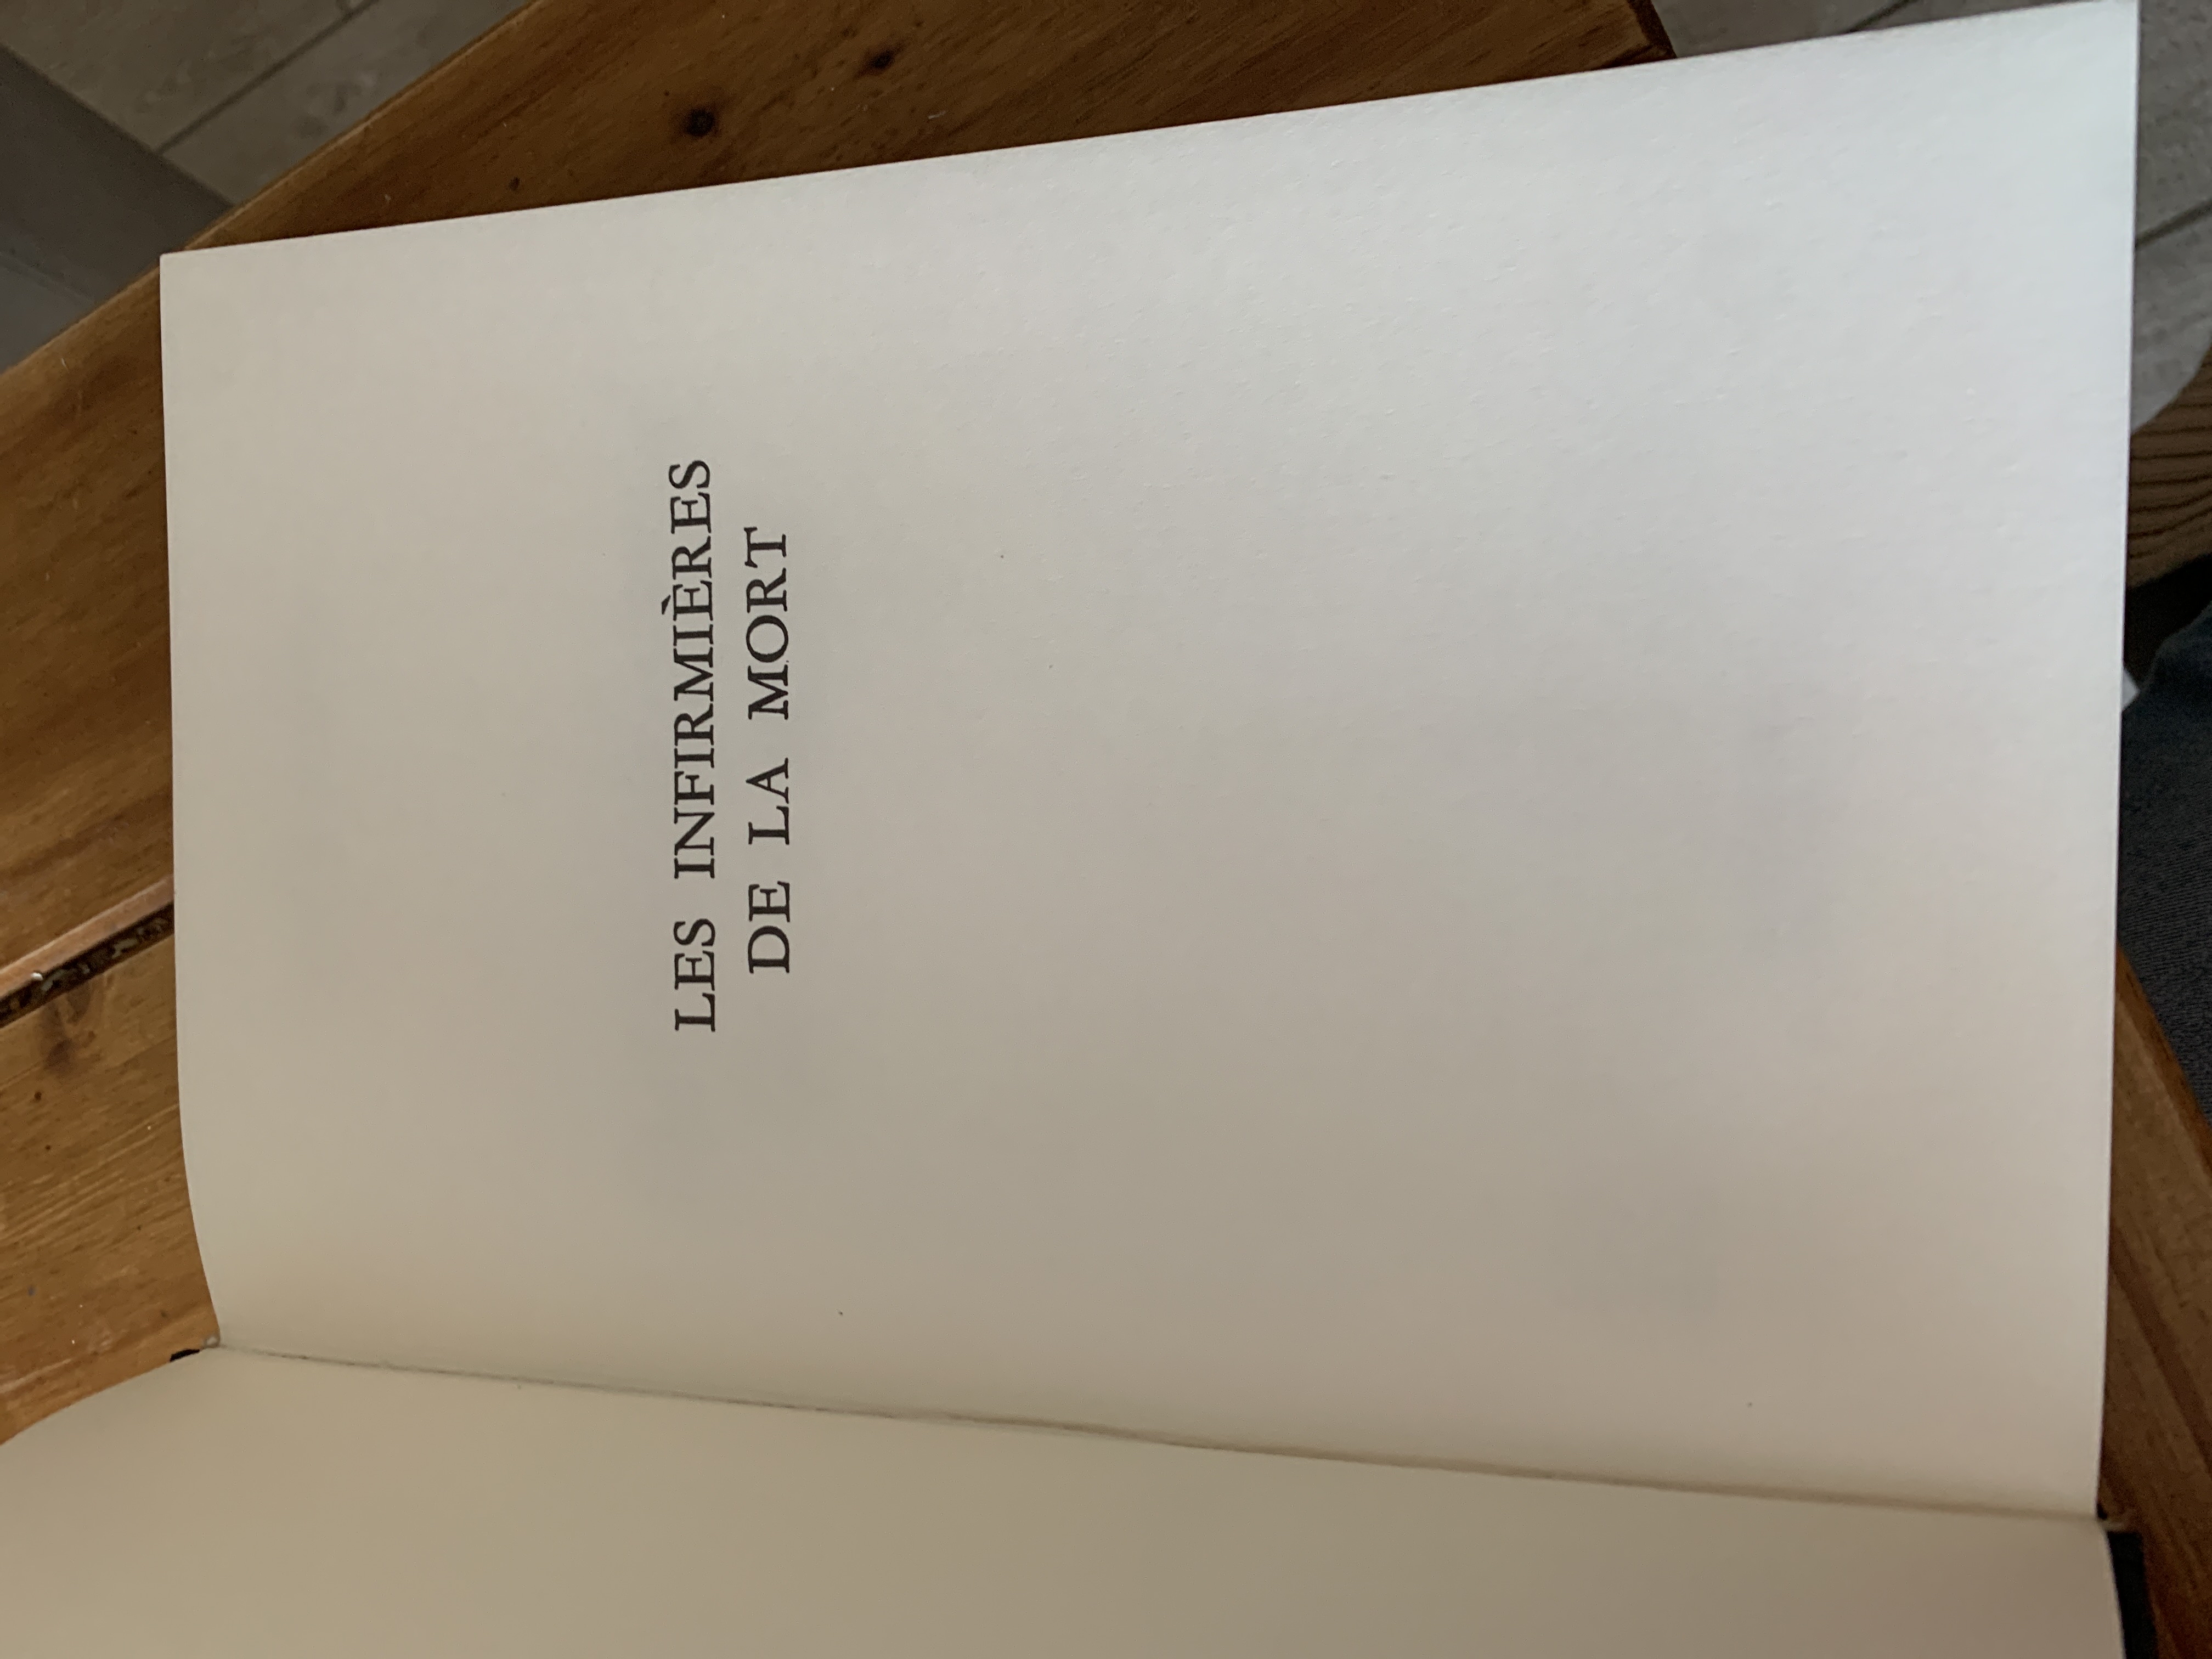 LES INFIRMIÈRES
DE LA MORT